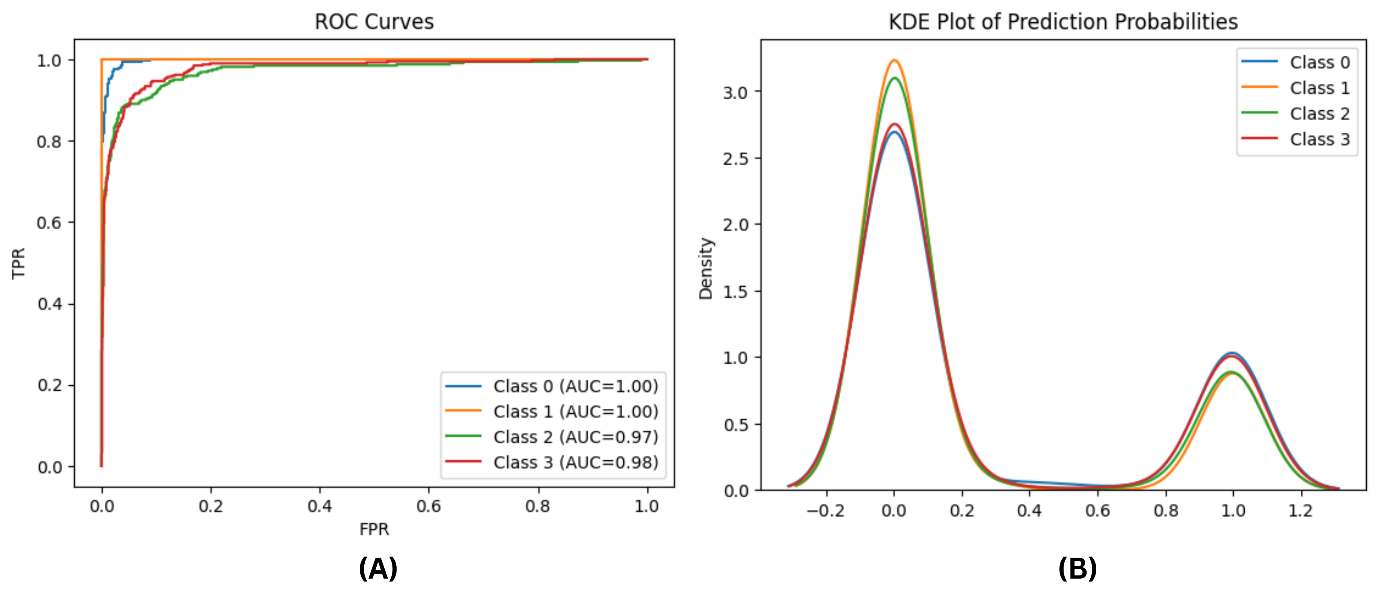 ROC Curves
1.0
0.8
0.6
0.4
0.2
0.0
TPR
0.0 0.2 0.4 0.6 0.8 1.0
FPR
Class 0 (AUC=1.00)
Class 1 (AUC=1.00)
Class 2 (AUC=0.97)
Class 3 (AUC=0.98)
(A)
KDE Plot of Prediction Probabilities
3.0
2.5
2.0
1.5
1.0
0.5
0.0
Density
−0.2 0.0 0.2 0.4 0.6 0.8 1.0 1.2
Class 0
Class 1
Class 2
Class 3
(B)